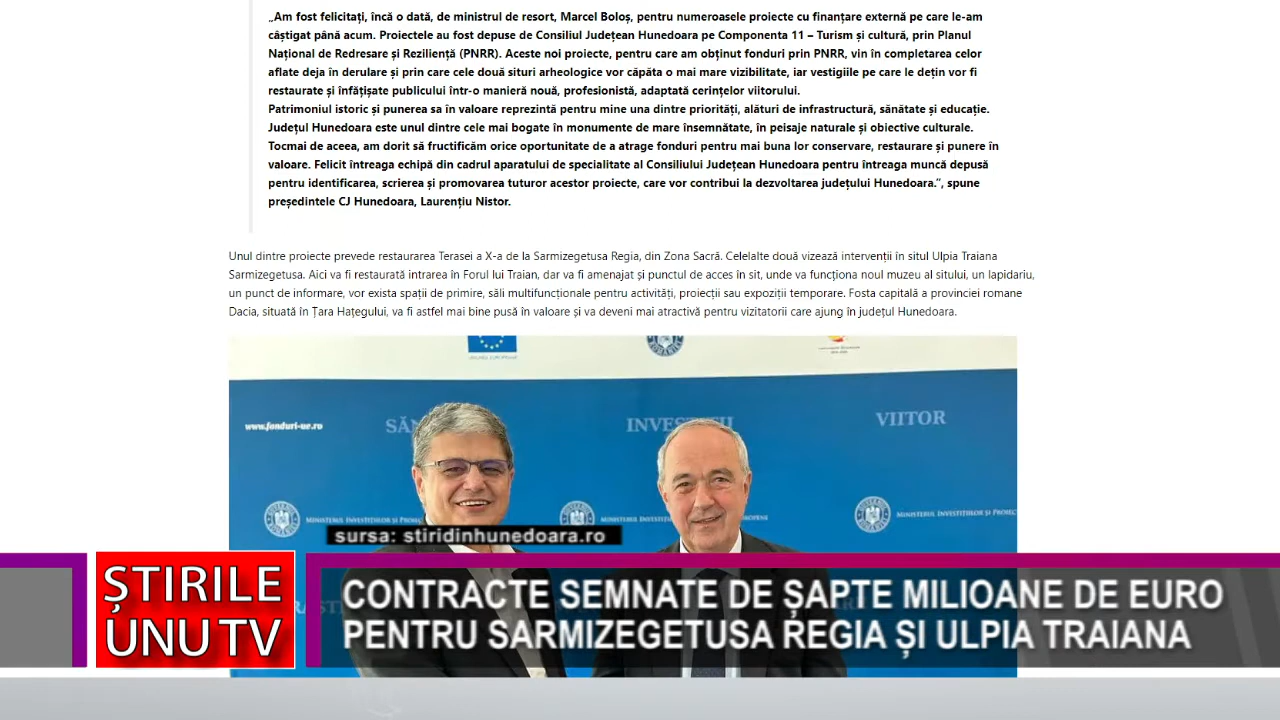 „Am fost felicitați, încă o dată, de ministrul de resort, Marcel Boloș, pentru numeroasele proiecte cu finanțare externă pe care le-am
câștigat până acum. Proiectele au fost depuse de Consiliul Județean Hunedoara pe Componenta 11 – Turism și cultură, prin Planul
Național de Redresare și Reziliență (PNRR). Aceste noi proiecte, pentru care am obținut fonduri prin PNRR, vin în completarea celor
aflate deja în derulare și prin care cele două situri arheologice vor căpăta o mai mare vizibilitate, iar vestigiile pe care le dețin vor fi
restaurate și înfățișate publicului într-o manieră nouă, profesionistă, adaptată cerințelor viitorului.
Patrimoniul istoric și punerea sa în valoare reprezintă pentru mine una dintre priorități, alături de infrastructură, sănătate și educație.
Județul Hunedoara este unul dintre cele mai bogate în monumente de mare însemnătate, în peisaje naturale și obiective culturale.
Tocmai de aceea, am dorit să fructificăm orice oportunitate de a atrage fonduri pentru mai buna lor conservare, restaurare și punere în
valoare. Felicit întreaga echipă din cadrul aparatului de specialitate al Consiliului Județean Hunedoara pentru întreaga muncă depusă
pentru identificarea, scrierea și promovarea tuturor acestor proiecte, care vor contribui la dezvoltarea județului Hunedoara.”, spune
președintele CJ Hunedoara, Laurențiu Nistor.
Unul dintre proiecte prevede restaurarea Terasei a X-a de la Sarmizegetusa Regia, din Zona Sacră. Celelalte două vizează intervenții în situl Ulpia Traiana
Sarmizegetusa. Aici va fi restaurată intrarea în Forul lui Traian, dar va fi amenajat și punctul de acces în sit, unde va funcționa noul muzeu al sitului, un lapidariu,
un punct de informare, vor exista spații de primire, săli multifuncționale pentru activități, proiecții sau expoziții temporare. Fosta capitală a provinciei romane
Dacia, situată în Țara Hațegului, va fi astfel mai bine pusă în valoare și va deveni mai atractivă pentru vizitatorii care ajung în județul Hunedoara.
www.fonduri-ue.ro
INVESTIȚII
VIITOR
MINISTERUL INVESTIȚIILOR ȘI PROIEC
MINISTERUL INVESTIȚ
MINISTERUL INVESTIȚIILOR ȘI PROIEC
sursa: stiridinhunedoara.ro
ȘTIRILE
UNU TV
CONTRACTE SEMNATE DE ȘAPTE MILIOANE DE EURO
PENTRU SARMIZEGETUSA REGIA ȘI ULPIA TRAIANA